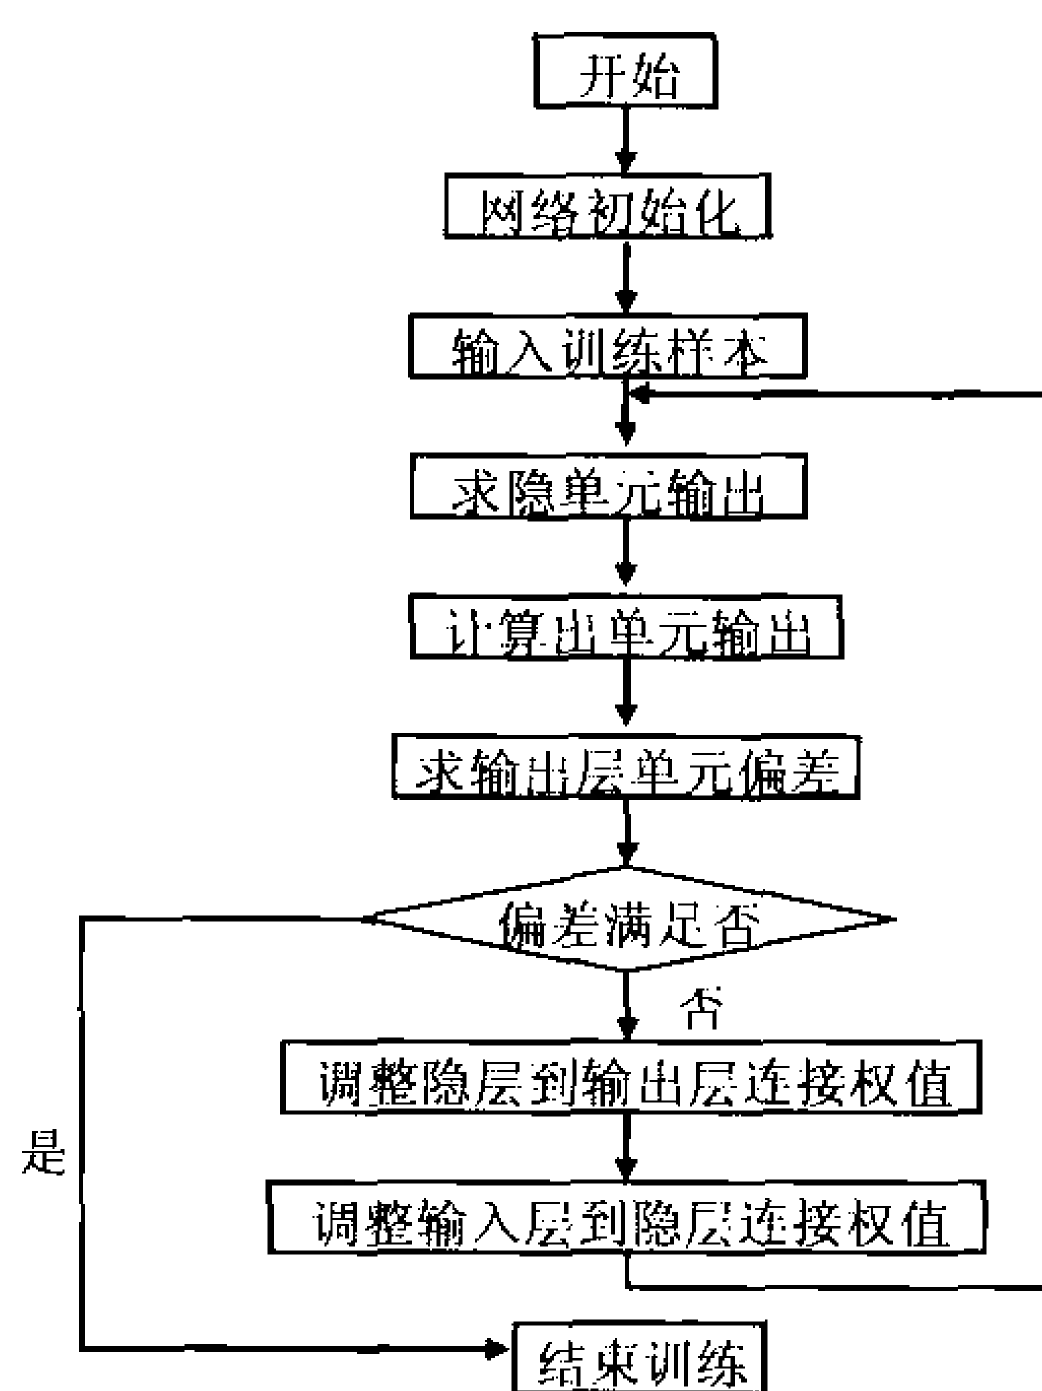 开始
网络初始化
输入训练样本
求隐单元输出
计算出单元输出
求输出层单元偏差
偏差满足否
否
调整隐层到输出层连接权值
是
调整输入层到隐层连接权值
结束训练